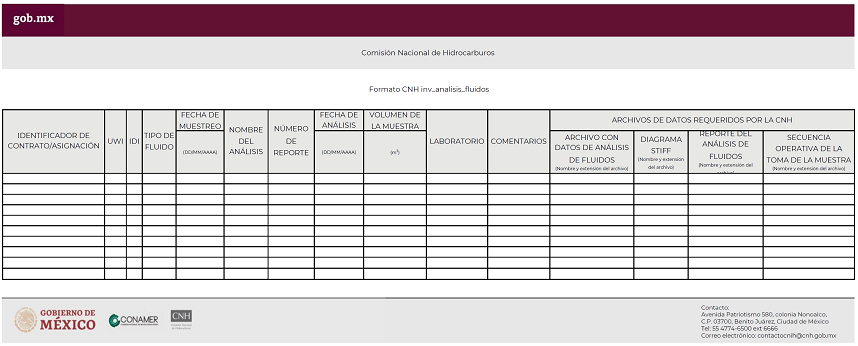 gob.mx
Comisión Nacional de Hidrocarburos
Formato CNH inv_analisis_fluidos
IDENTIFICADOR DE
CONTRATO/ASIGNACIÓN
UWI
IDI
TIPO DE
FLUIDO
FECHA DE
MUESTREO
(DD/MM/AAAA)
NOMBRE
DEL
ANÁLISIS
NÚMERO
DE
REPORTE
FECHA DE
ANÁLISIS
(DD/MM/AAAA)
VOLUMEN DE
LA MUESTRA
(m³)
LABORATORIO
COMENTARIOS
ARCHIVOS DE DATOS REQUERIDOS POR LA CNH
ARCHIVO CON
DATOS DE ANÁLISIS
DE FLUIDOS
(Nombre y extensión del archivo)
DIAGRAMA
STIFF
(Nombre y extensión
del archivo)
REPORTE DEL
ANÁLISIS DE
FLUIDOS
(Nombre y extensión del
archivo)
SECUENCIA
OPERATIVA DE LA
TOMA DE LA MUESTRA
(Nombre y extensión del archivo)
GOBIERNO DE
MÉXICO
CONAMER
CNH
Contacto:
Avenida Patriotismo 580, colonia Nonoalco,
C.P. 03700, Benito Juárez, Ciudad de México
Tel: 55 4774-6500 ext 6666
Correo electrónico: contactocnih@cnh.gob.mx